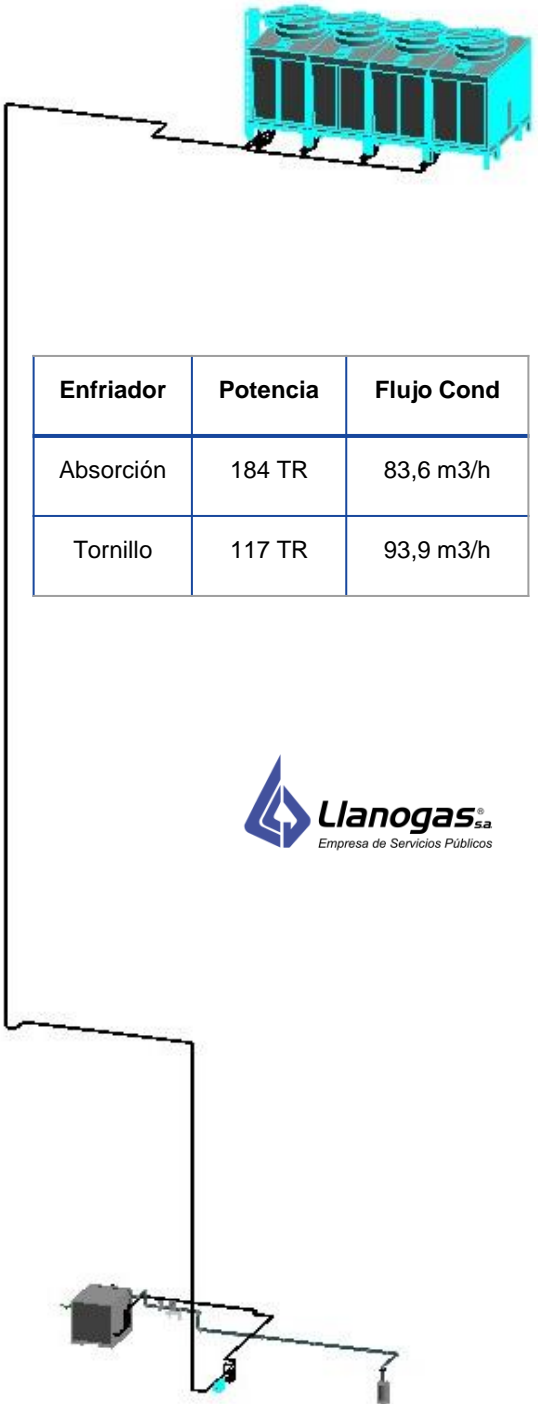 Enfriador Potencia Flujo Cond
Absorción 184 TR 83,6 m3/h
Tornillo 117 TR 93,9 m3/h
Llanogas® s.a.
Empresa de Servicios Públicos